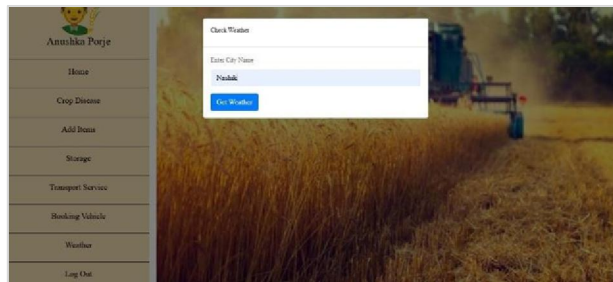 Anushka Porje
Home
Crop Disease
Add Items
Storage
Transport Service
Booking Vehicle
Weather
Log Out
Check Weather
Enter City Name
Nashik
Get Weather